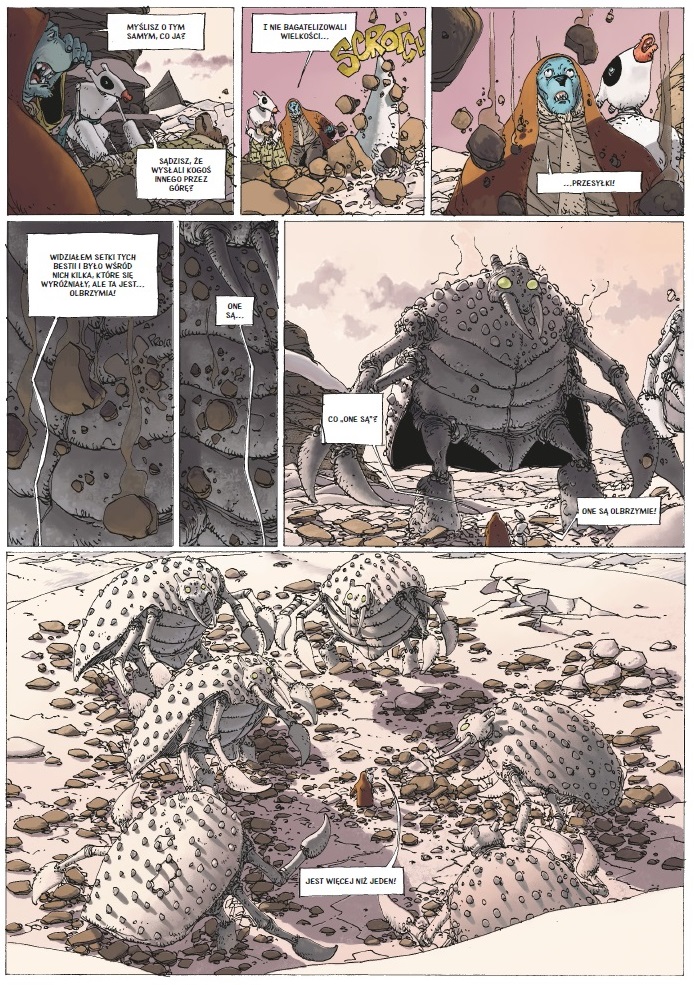 MYŚLISZ O TYM
SAMYM, CO JA?
SĄDZISZ, ŻE
WYSŁALI KOGOŚ
INNEGO PRZEZ
GÓRĘ?
I NIE BAGATELIZOWALI
WIELKOŚCI...
SCROTCH
...PRZESYŁKI!
WIDZIAŁEM SETKI TYCH
BESTII I BYŁO WŚRÓD
NICH KILKA, KTÓRE SIĘ
WYRÓŻNIAŁY, ALE TA JEST...
OLBRZYMIA!
ONE
SĄ...
CO „ONE SĄ"?
ONE SĄ OLBRZYMIE!
JEST WIĘCEJ NIŻ JEDEN!